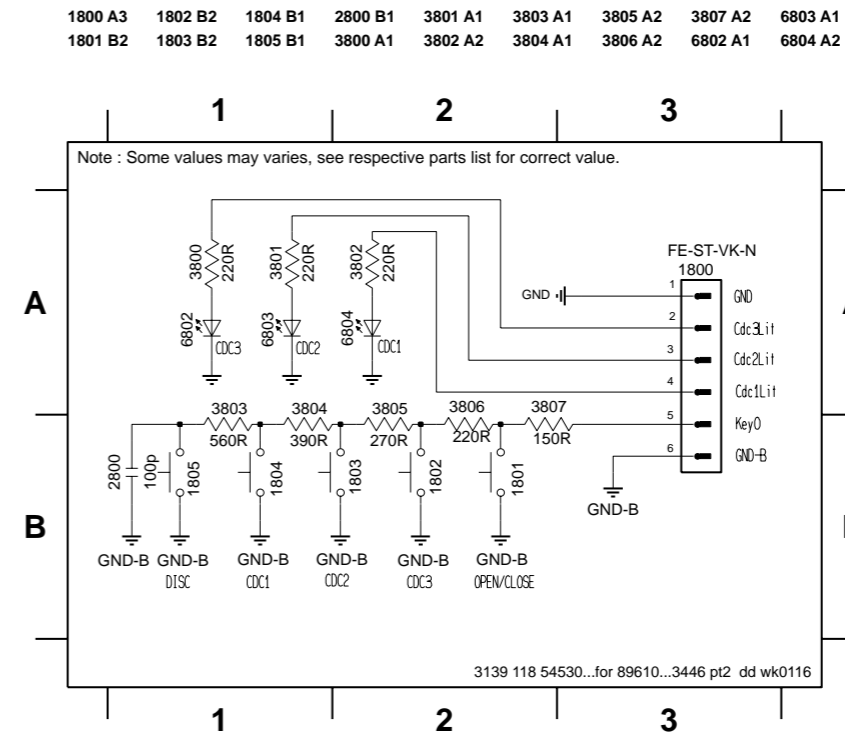 1800 A3 1802 B2 1804 B1 2800 B1 3801 A1 3803 A1 3805 A2 3807 A2 6803 A1
1801 B2 1803 B2 1805 B1 3800 A1 3802 A2 3804 A1 3806 A2 6802 A1 6804 A2
1 2 3
Note : Some values may varies, see respective parts list for correct value.
FE-ST-VK-N
1800
3800 220R 3801 220R 3802 220R
A
GND
1 GND
2 Cdc3Lit
6802 CDC3 6803 CDC2 6804 CDC1
3 Cdc2Lit
4 Cdc1Lit
3803 3804 3805 3806 3807
560R 390R 270R 220R 150R
5 Key0
6 GND-B
2800 100p 1805 1804 1803 1802 1801
GND-B
B
GND-B GND-B GND-B GND-B GND-B GND-B
DISC CDC1 CDC2 CDC3 OPEN/CLOSE
3139 118 54530...for 89610...3446 pt2 dd wk0116
1 2 3